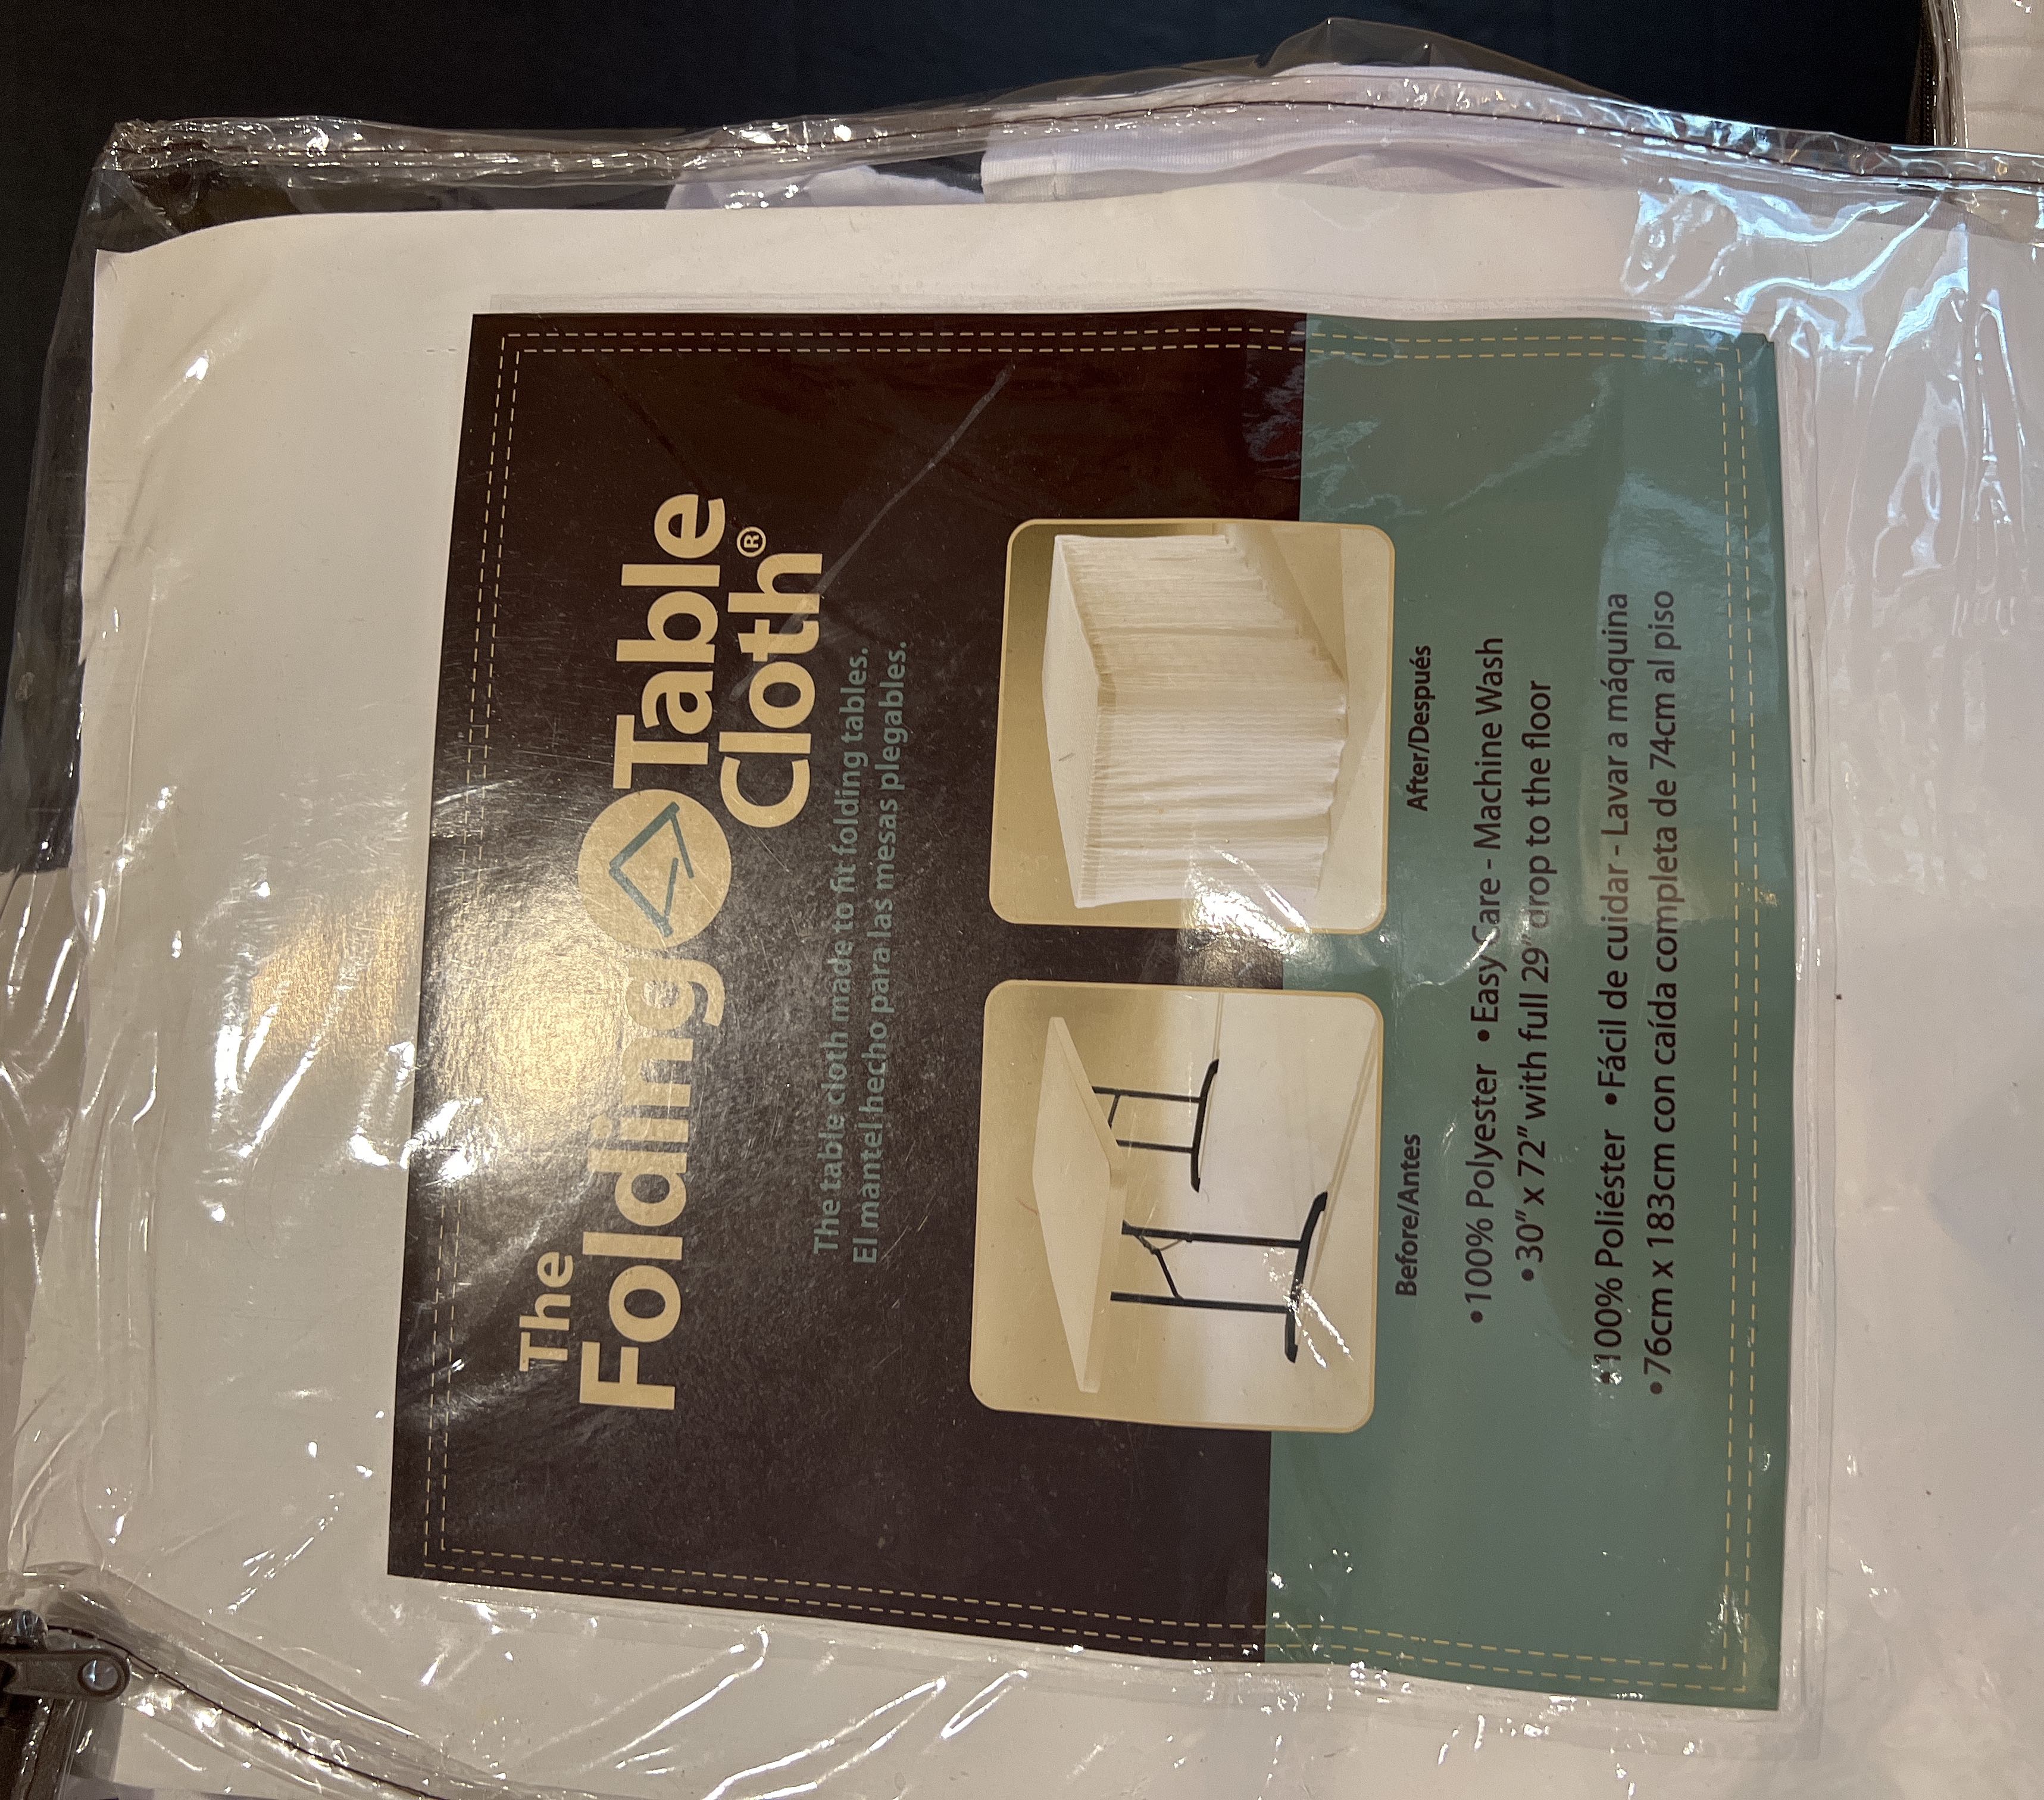 The
Folding Table
Cloth®
The table cloth made to fit folding tables.
El mantel hecho para las mesas plegables.
Before/Antes
After/Después
•100% Polyester •Easy Care - Machine Wash
•30" x 72" with full 29" drop to the floor
•100% Poliéster •Fácil de cuidar - Lavar a máquina
•76cm x 183cm con caída completa de 74cm al piso